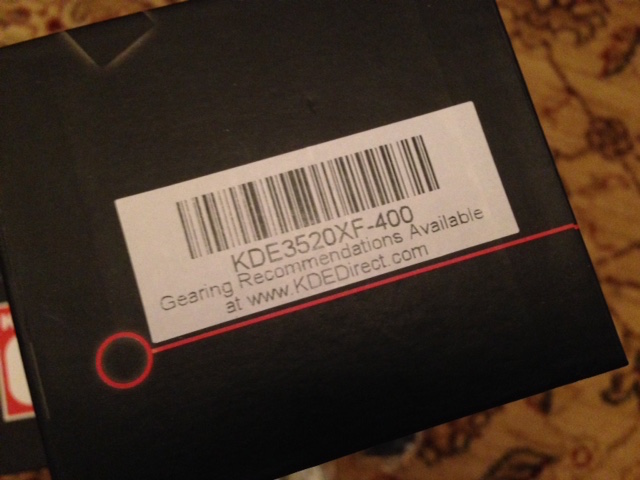 KDE3520XF-400
Gearing Recommendations Available
at www.KDEDirect.com